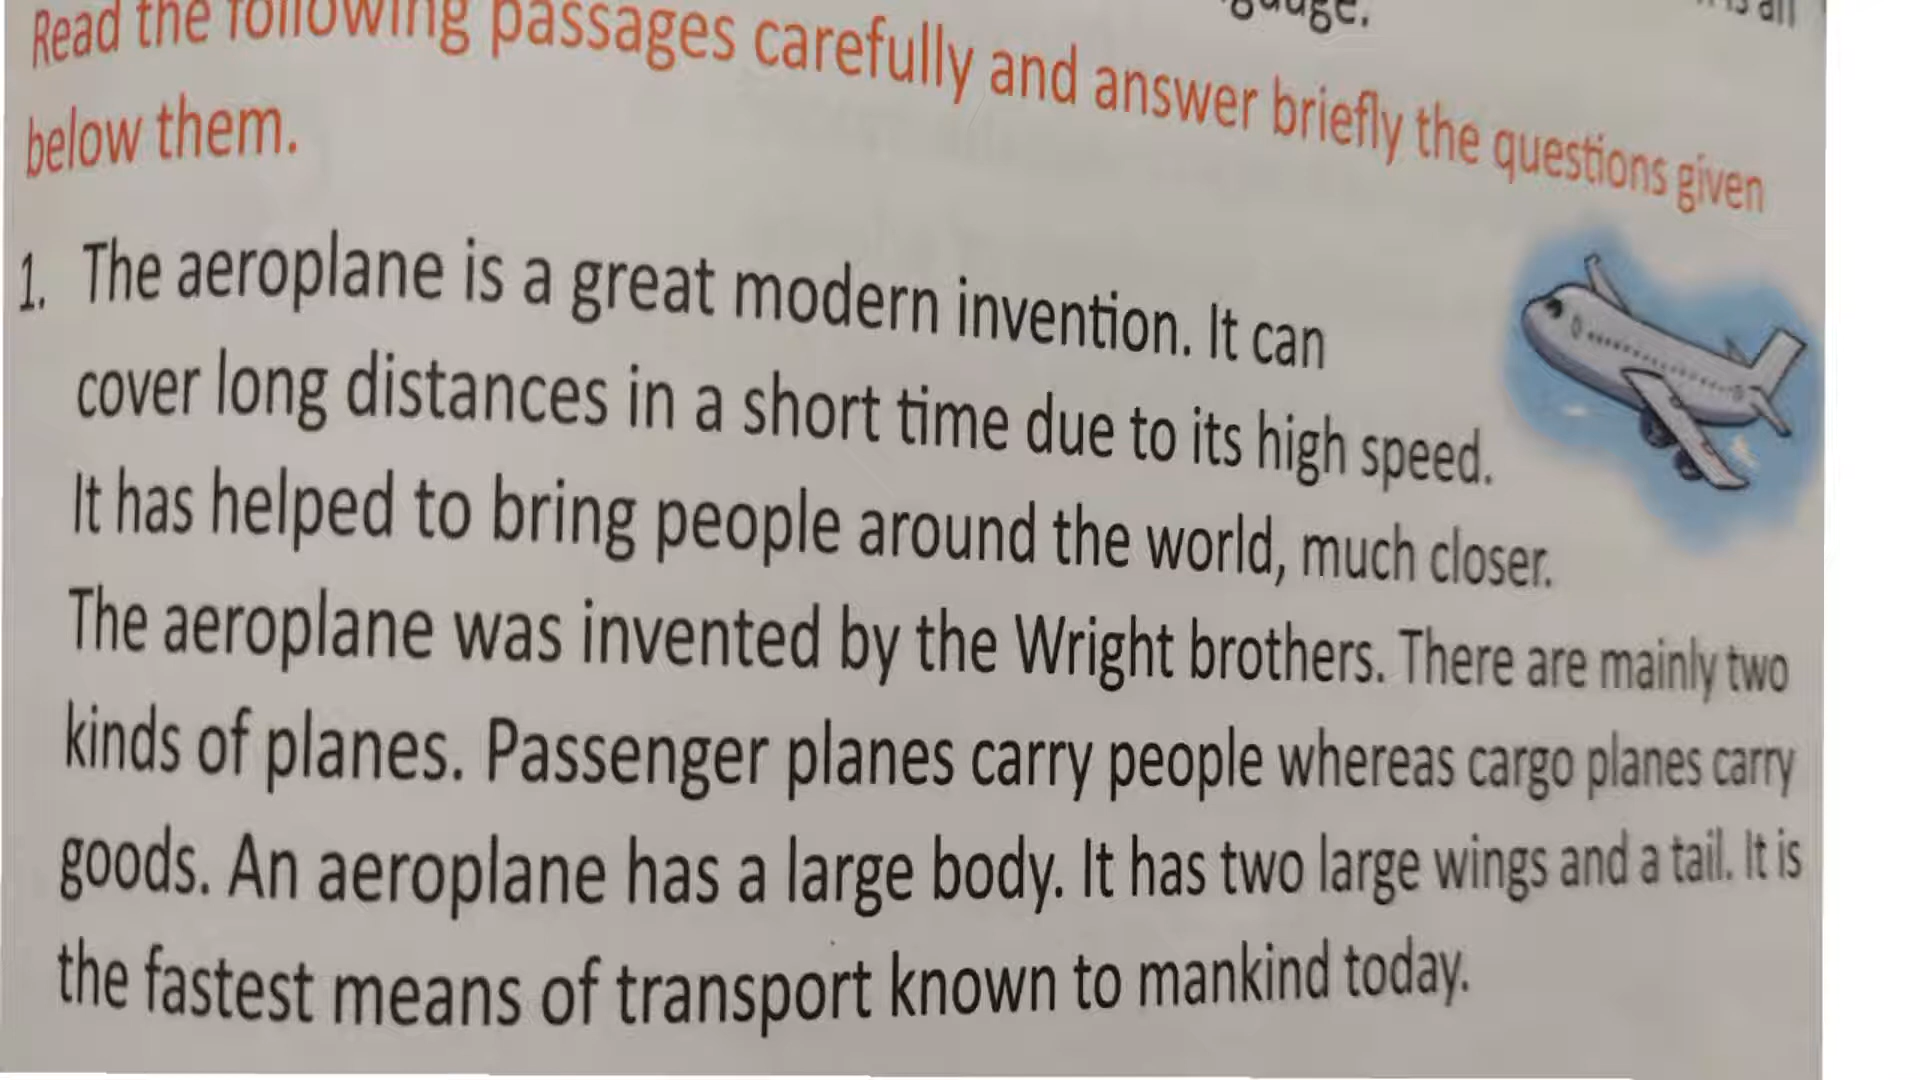 Read the following passages carefully and answer briefly the questions given
below them.
1. The aeroplane is a great modern invention. It can
cover long distances in a short time due to its high speed.
It has helped to bring people around the world, much closer.
The aeroplane was invented by the Wright brothers. There are mainly two
kinds of planes. Passenger planes carry people whereas cargo planes carry
goods. An aeroplane has a large body. It has two large wings and a tail. It is
the fastest means of transport known to mankind today.